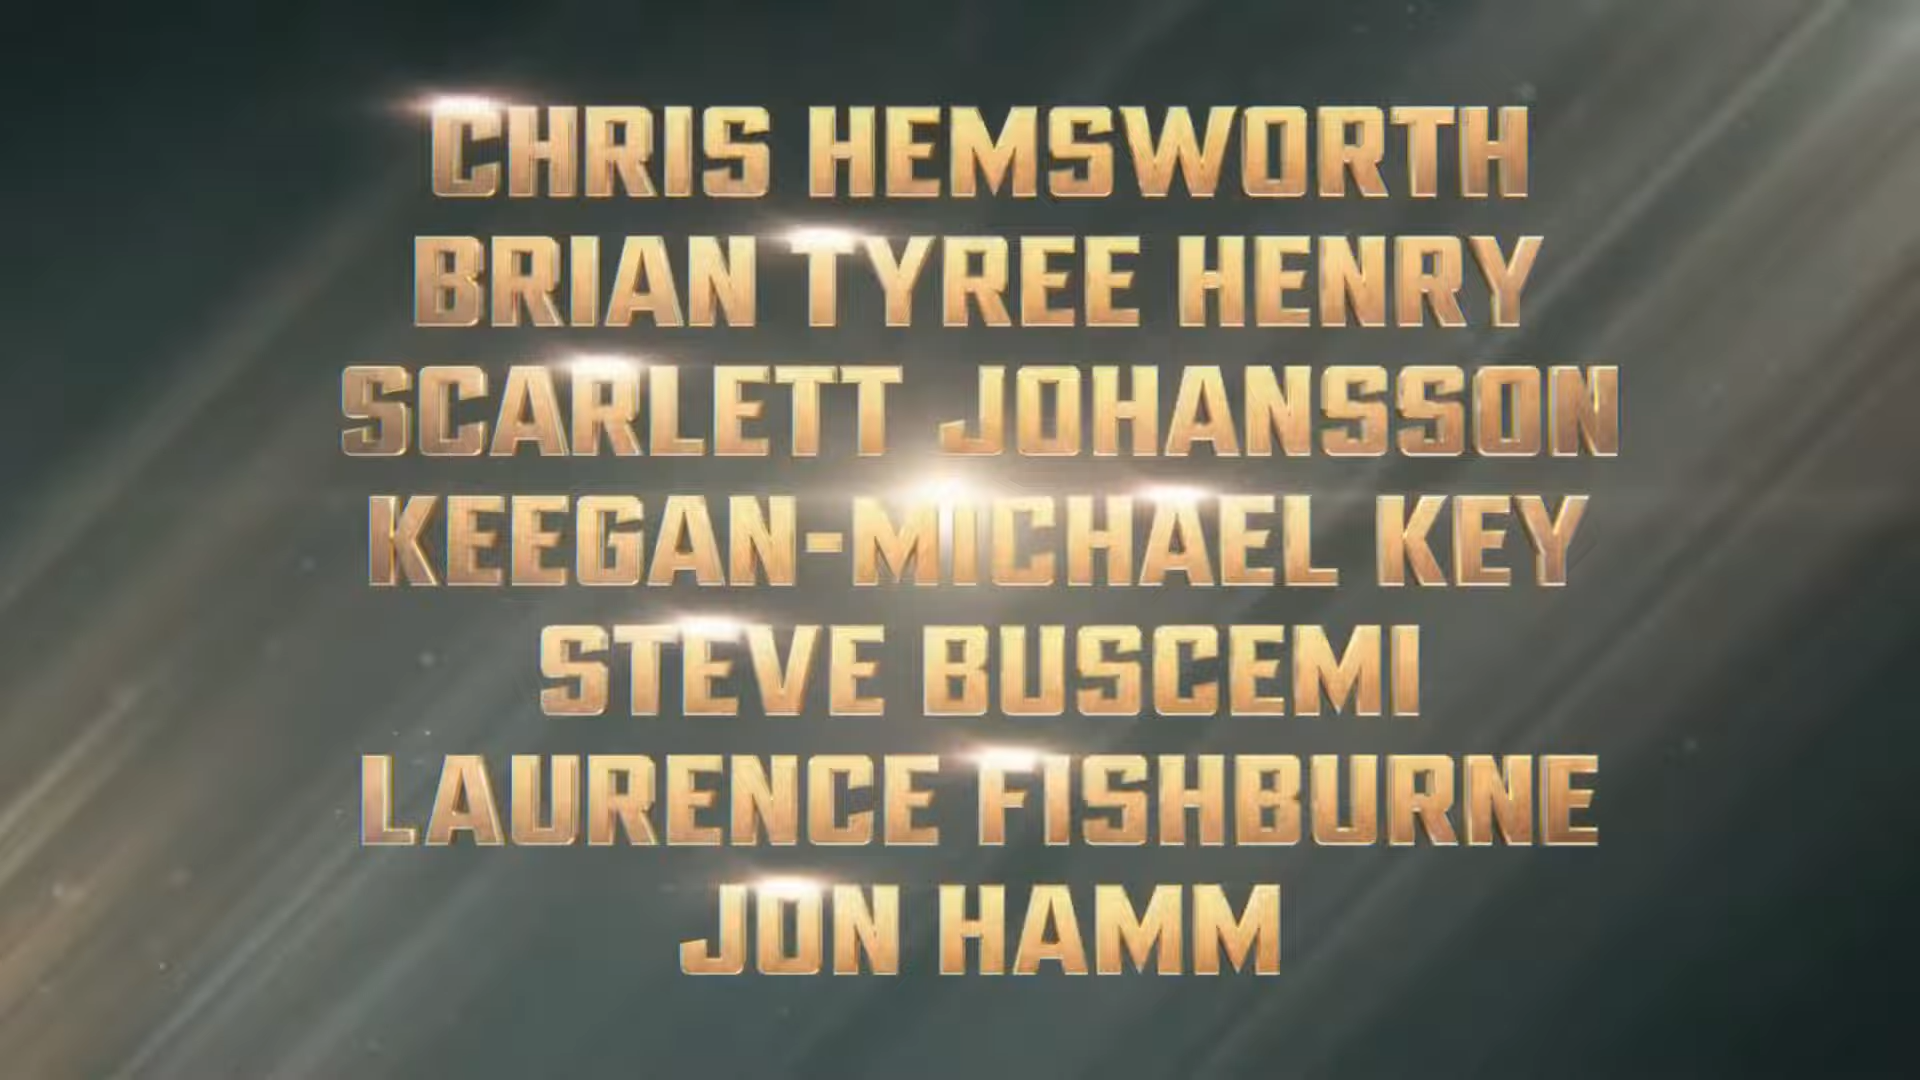 CHRIS HEMSWORTH
BRIAN TYREE HENRY
SCARLETT JOHANSSON
KEEGAN-MICHAEL KEY
STEVE BUSCEMI
LAURENCE FISHBURNE
JON HAMM